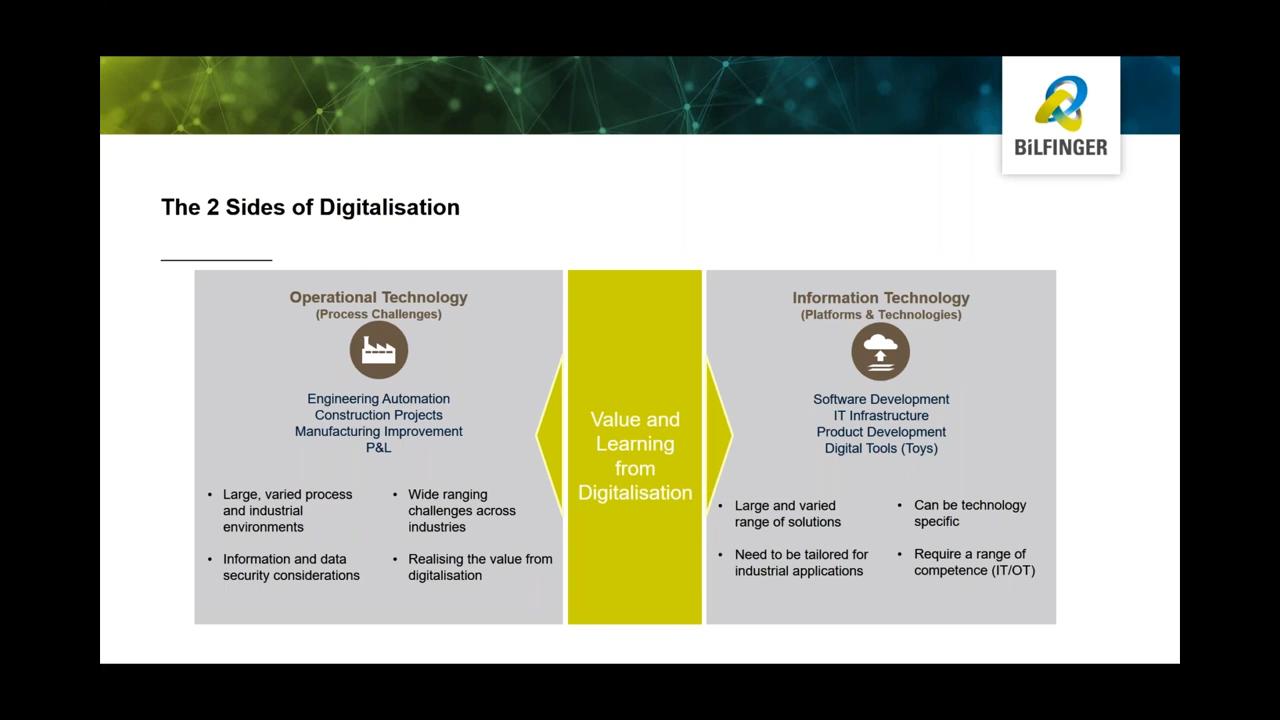 BiLFINGER
The 2 Sides of Digitalisation
Operational Technology
(Process Challenges)
Engineering Automation
Construction Projects
Manufacturing Improvement
P&L
• Large, varied process
and industrial
environments
• Information and data
security considerations
• Wide ranging
challenges across
industries
• Realising the value from
digitalisation
Value and
Learning
from
Digitalisation
Information Technology
(Platforms & Technologies)
Software Development
IT Infrastructure
Product Development
Digital Tools (Toys)
• Large and varied
range of solutions
• Need to be tailored for
industrial applications
• Can be technology
specific
• Require a range of
competence (IT/OT)